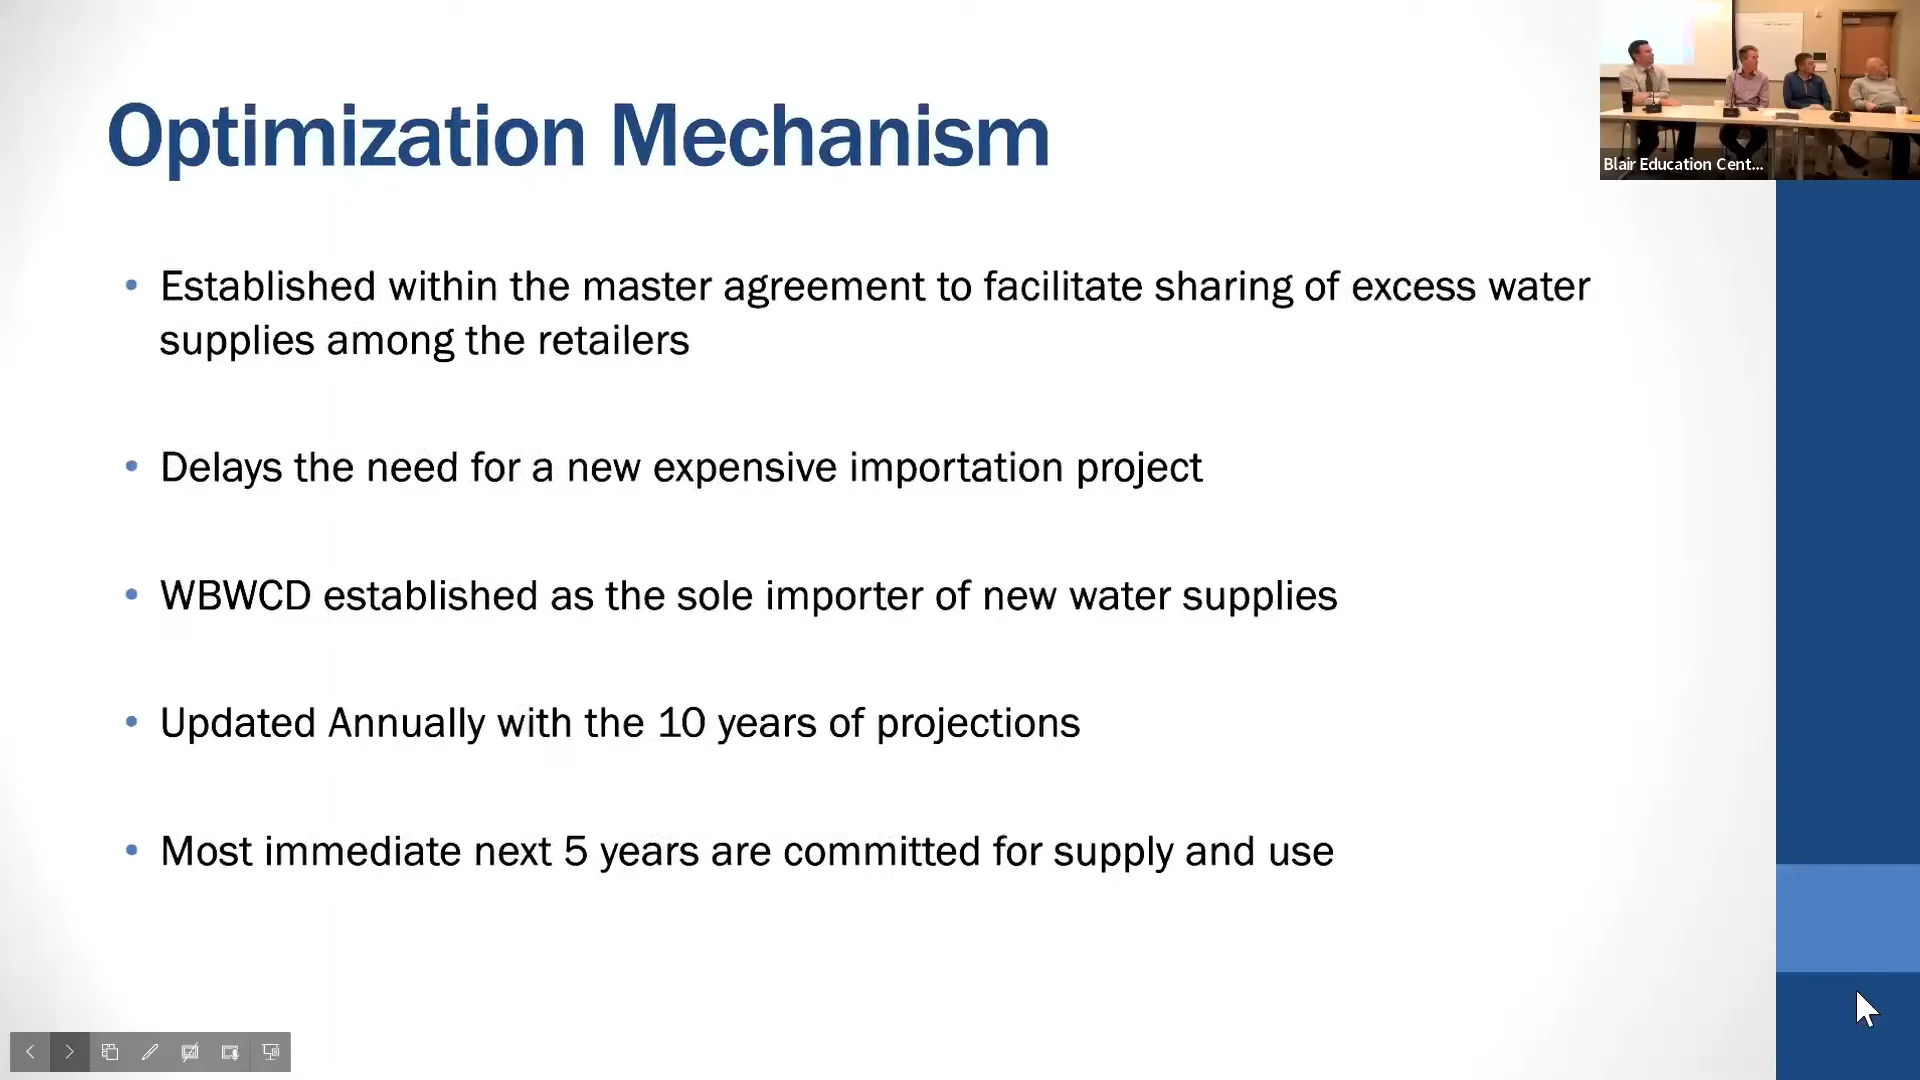 Optimization Mechanism
Blair Education Cent...
• Established within the master agreement to facilitate sharing of excess water
supplies among the retailers
• Delays the need for a new expensive importation project
• WBWCD established as the sole importer of new water supplies
• Updated Annually with the 10 years of projections
• Most immediate next 5 years are committed for supply and use